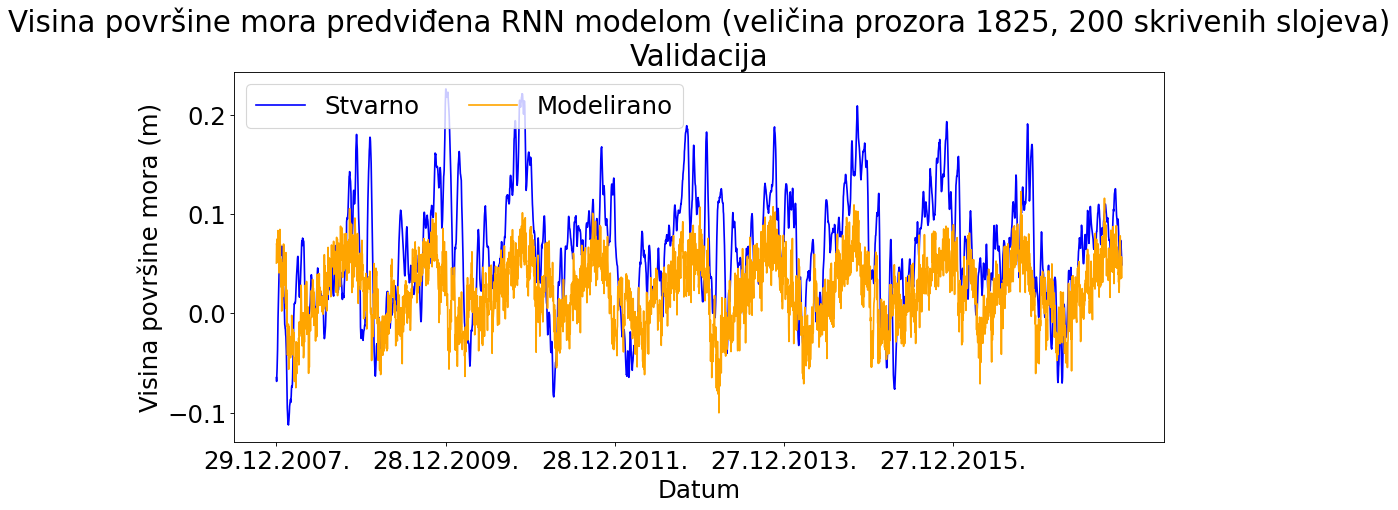 Visina površine mora predviđena RNN modelom (veličina prozora 1825, 200 skrivenih slojeva)
Validacija
Stvarno Modelirano
Visina površine mora (m)
0.2
0.1
0.0
−0.1
29.12.2007. 28.12.2009. 28.12.2011. 27.12.2013. 27.12.2015.
Datum